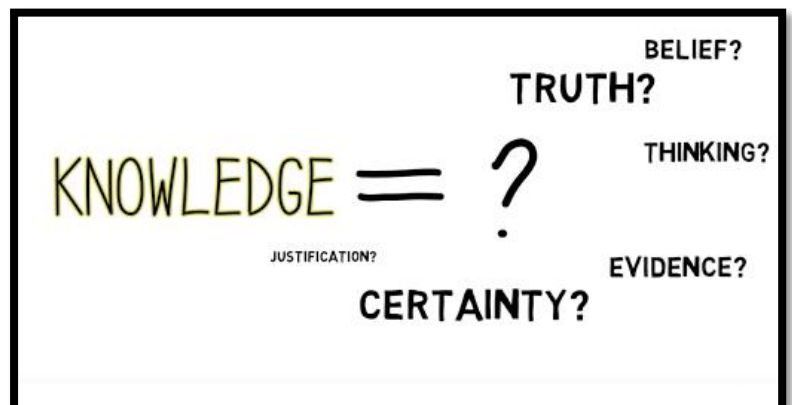 BELIEF?
TRUTH?
THINKING?
KNOWLEDGE = ?
JUSTIFICATION?
EVIDENCE?
CERTAINTY?